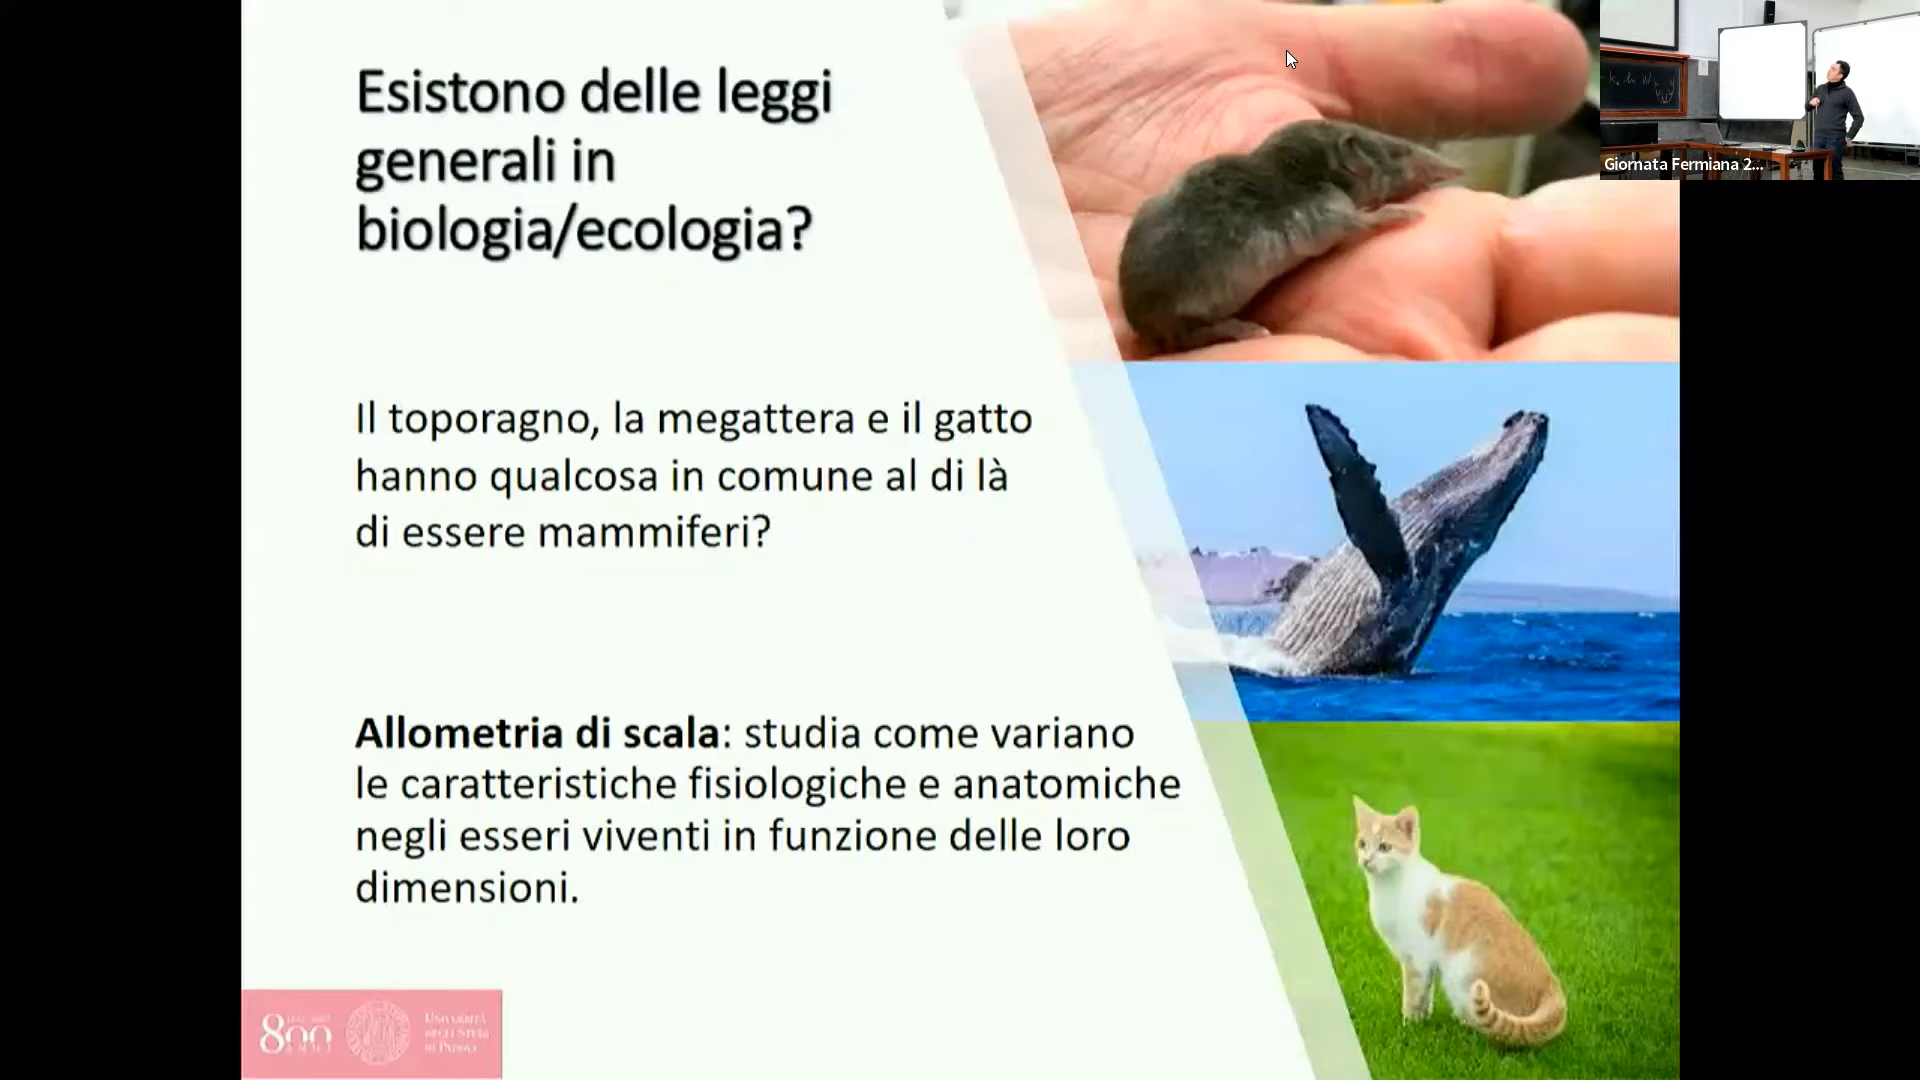 Esistono delle leggi
generali in
biologia/ecologia?
Il toporagno, la megattera e il gatto
hanno qualcosa in comune al di là
di essere mammiferi?
Allometria di scala: studia come variano
le caratteristiche fisiologiche e anatomiche
negli esseri viventi in funzione delle loro
dimensioni.
800
ANNI
Università
degli Studi
di Padova
Giornata Fermiana 2...